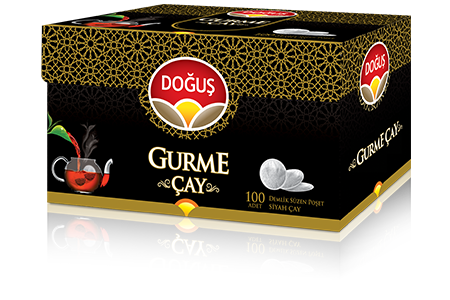 DOĞUŞ
DOĞUŞ
GURME
ÇAY
GURME ÇAY
100
ADET
DEMLİK SÜZEN POŞET
SİYAH ÇAY